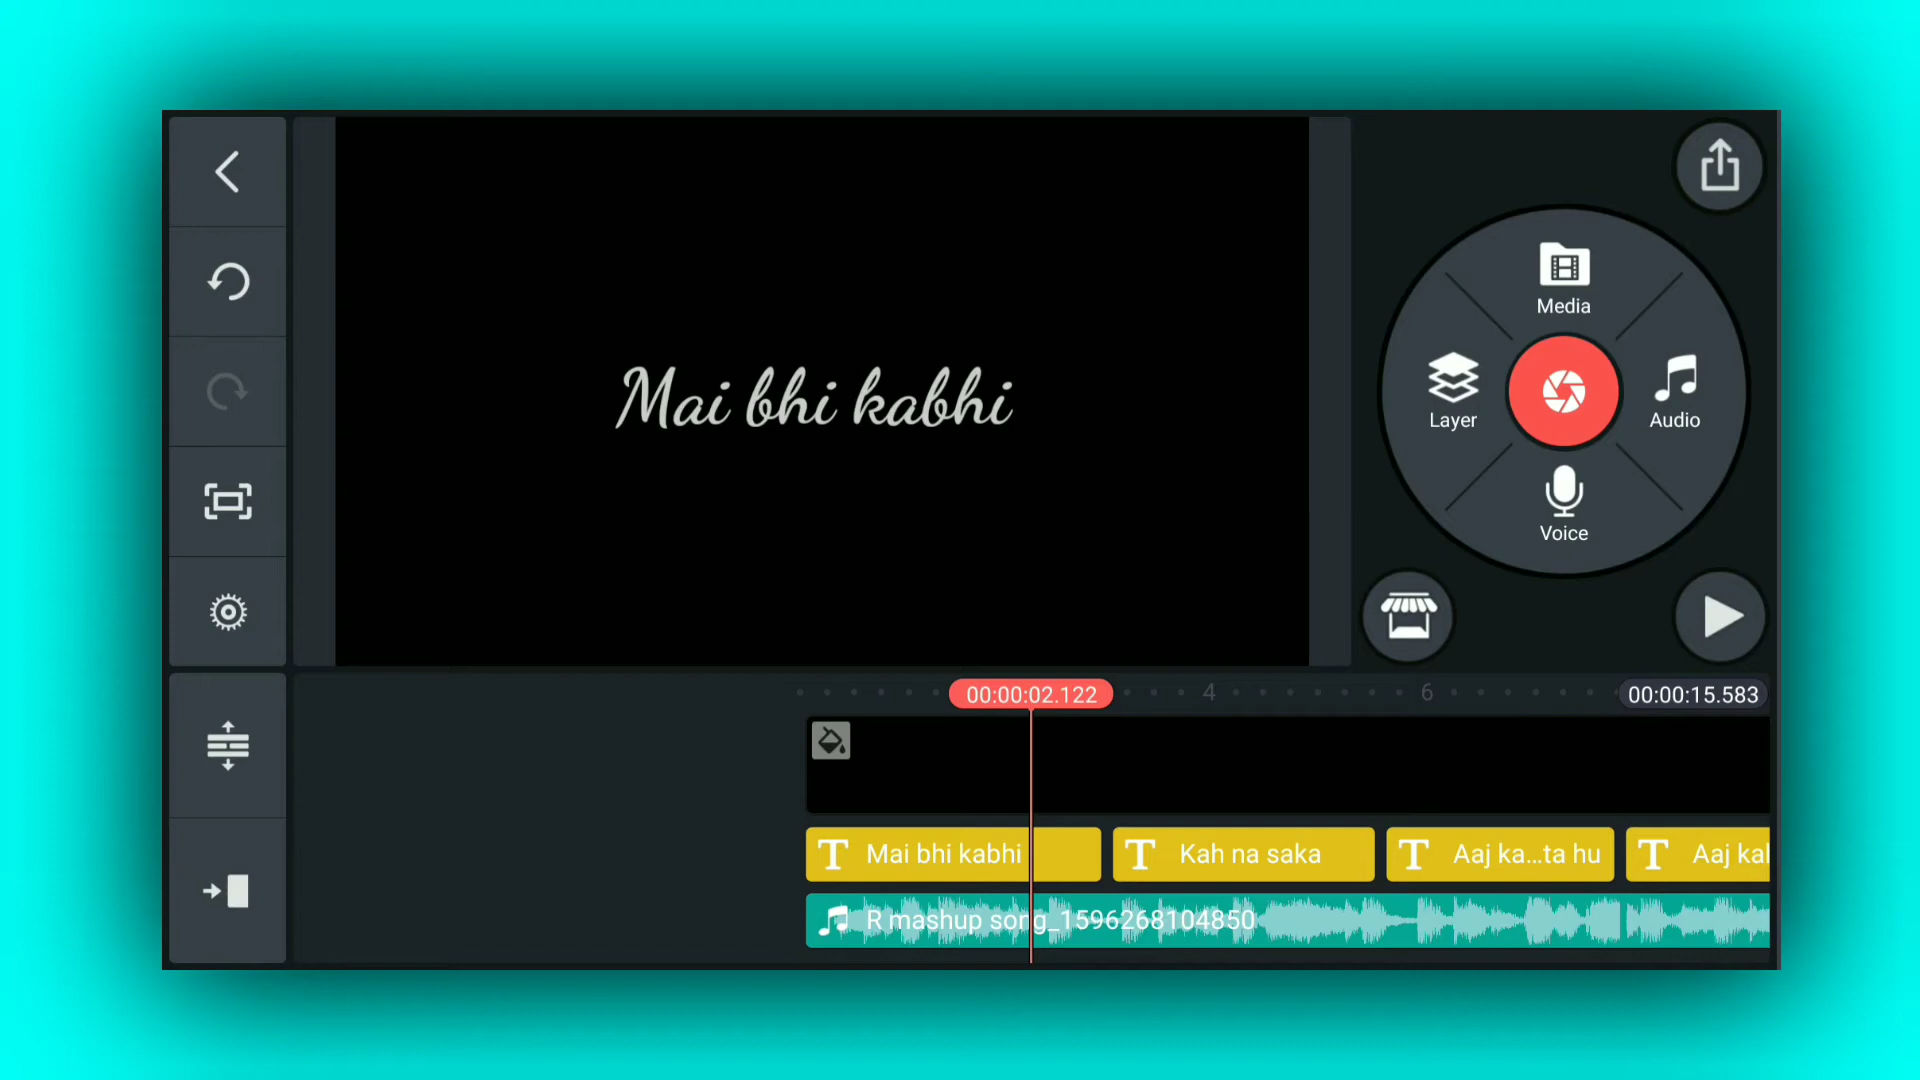 Media
Layer
Audio
Voice
Mai bhi kabhi
00:00:02.122
4
6
00:00:15.583
T Mai bhi kabhi
T Kah na saka
T Aaj ka...ta hu
T Aaj kal
R mashup song_1596268104850